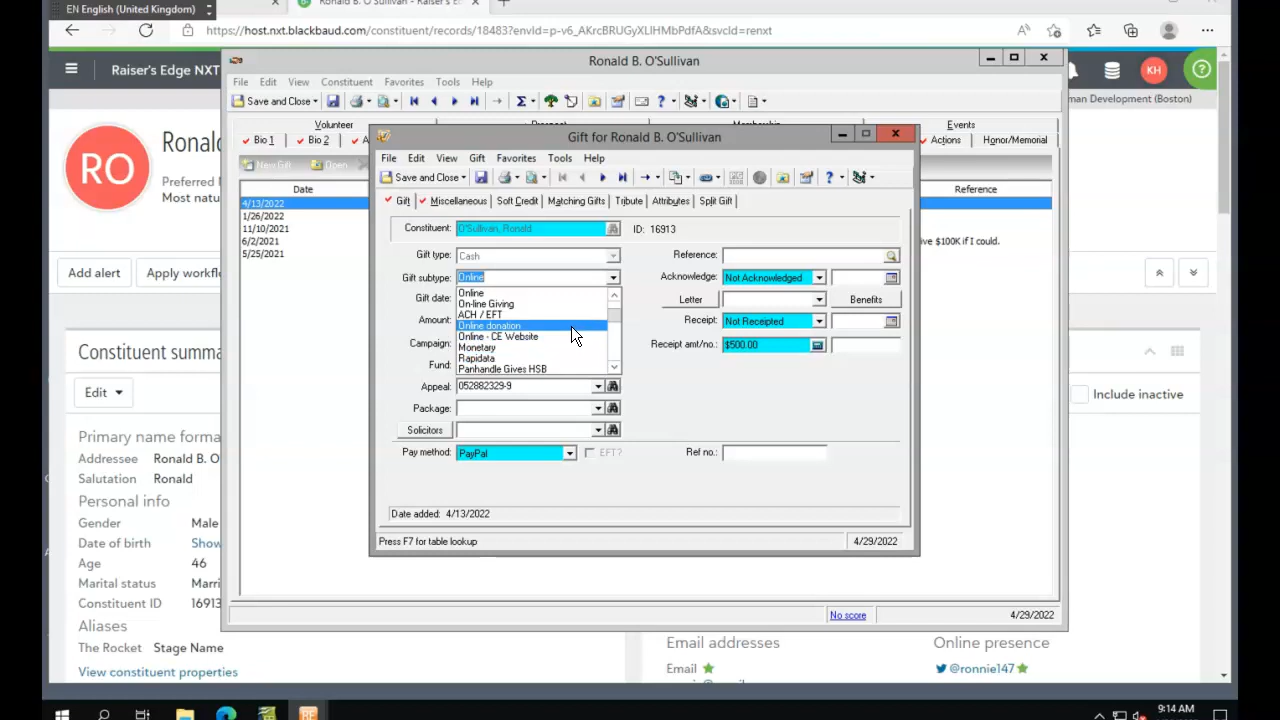 EN English (United Kingdom)
Ronald B. O'Sullivan - Raiser's E
https://host.nxt.blackbaud.com/constituent/records/18483?envId=p-v6_AKrcBRUGyXLIHMbPdfA&svcId=renxt
Raiser's Edge NXT
KH
man Development (Boston)
RO
Ronald
Preferred N
Most natu
Add alert
Apply workfl
Constituent summa
Edit
Include inactive
Primary name forma
Addressee Ronald B. O
Salutation Ronald
Personal info
Gender Male
Date of birth Show
Age 46
Marital status Marri
Constituent ID 16913
Aliases
The Rocket Stage Name
View constituent properties
Email addresses
Email
Online presence
@ronnie147
Ronald B. O'Sullivan
File Edit View Constituent Favorites Tools Help
Save and Close
Volunteer Events
Bio 1 Bio 2 Actions Honor/Memorial
New Gift Open
Date Reference
4/13/2022
1/26/2022
11/10/2021
6/2/2021 ve $100K if I could.
5/25/2021
No score 4/29/2022
Gift for Ronald B. O'Sullivan
File Edit View Gift Favorites Tools Help
Save and Close
Gift Miscellaneous Soft Credit Matching Gifts Tribute Attributes Split Gift
Constituent: O'Sullivan, Ronald ID: 16913
Gift type: Cash Reference:
Gift subtype: Online Acknowledge: Not Acknowledged
Gift date: Letter Benefits
Amount: Receipt: Not Receipted
Campaign: Receipt amt/no.: $500.00
Fund:
Online
On-line Giving
ACH / EFT
Online donation
Online - CE Website
Monetary
Rapidata
Panhandle Gives HSB
Appeal: 052882329-9
Package:
Solicitors
Pay method: PayPal EFT? Ref no.:
Date added: 4/13/2022
Press F7 for table lookup 4/29/2022
9:14 AM